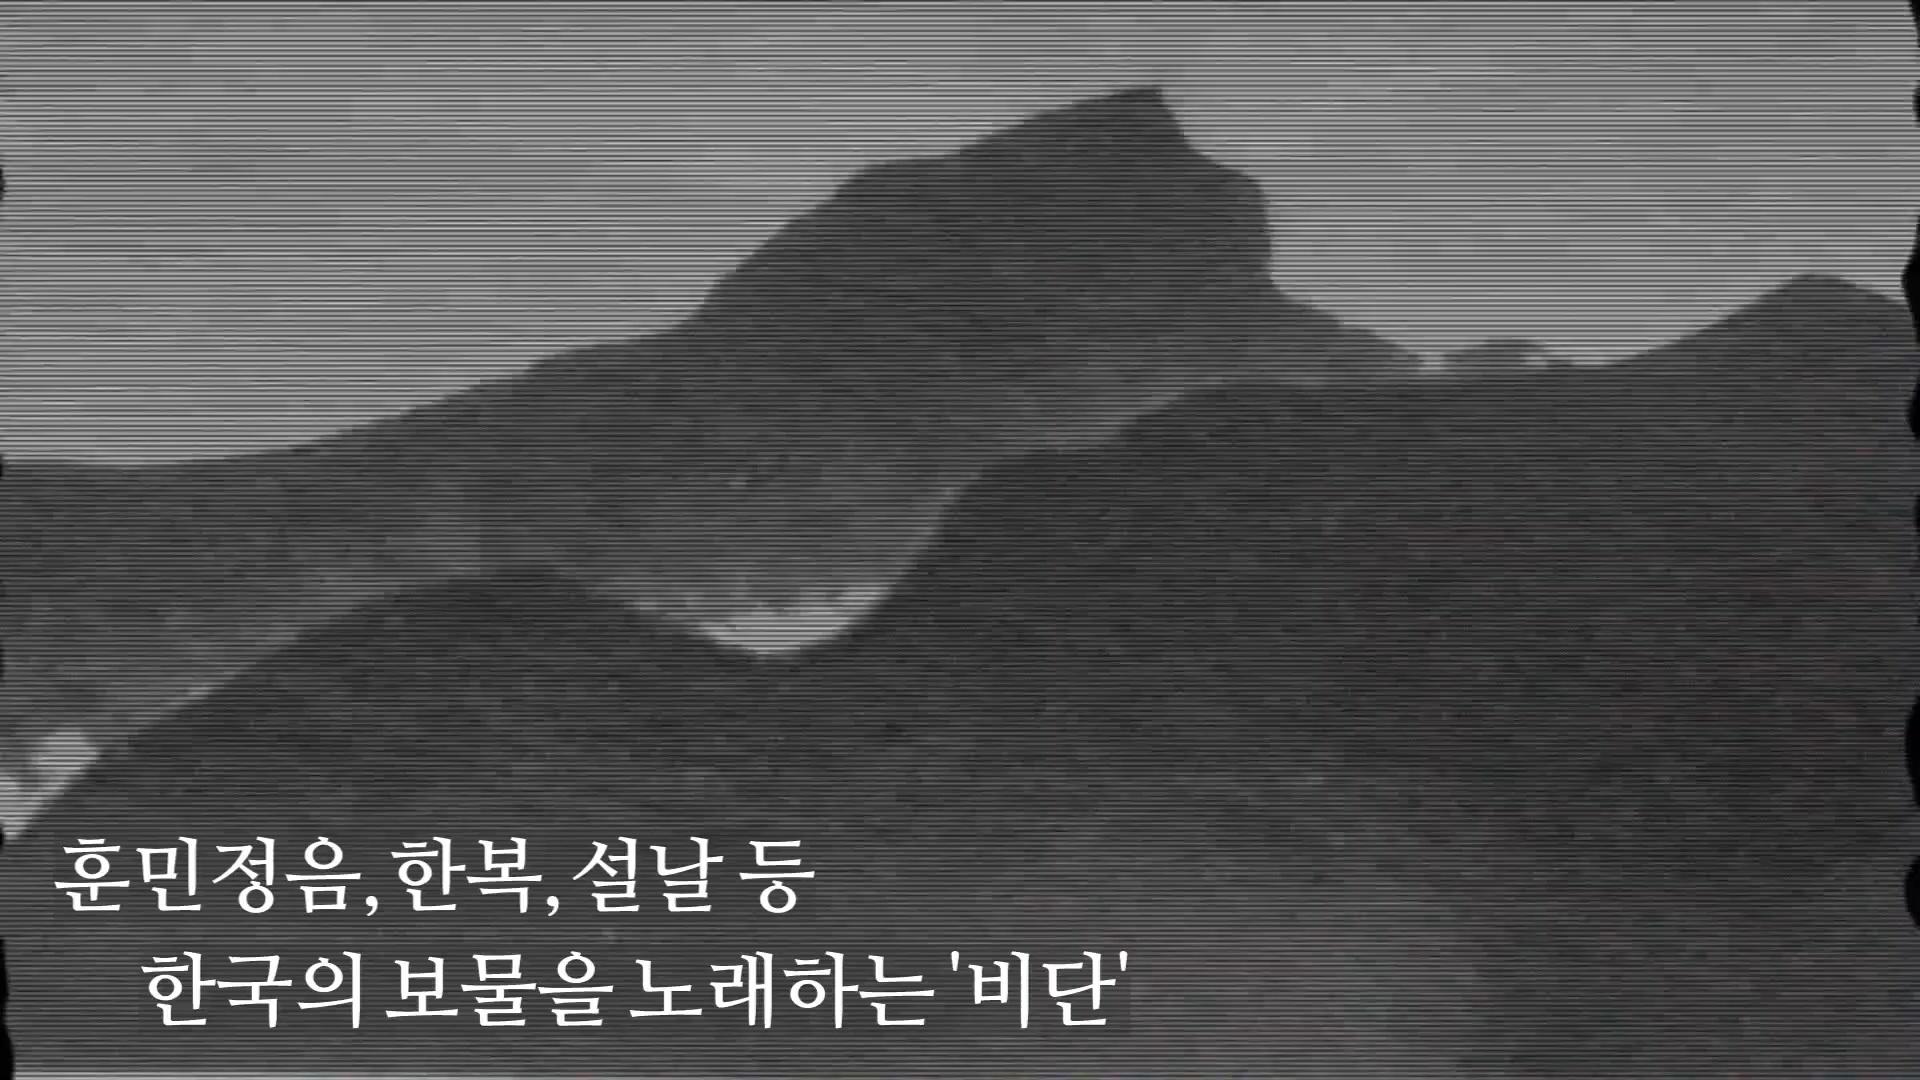 훈민정음, 한복, 설날 등
한국의 보물을 노래하는 '비단'